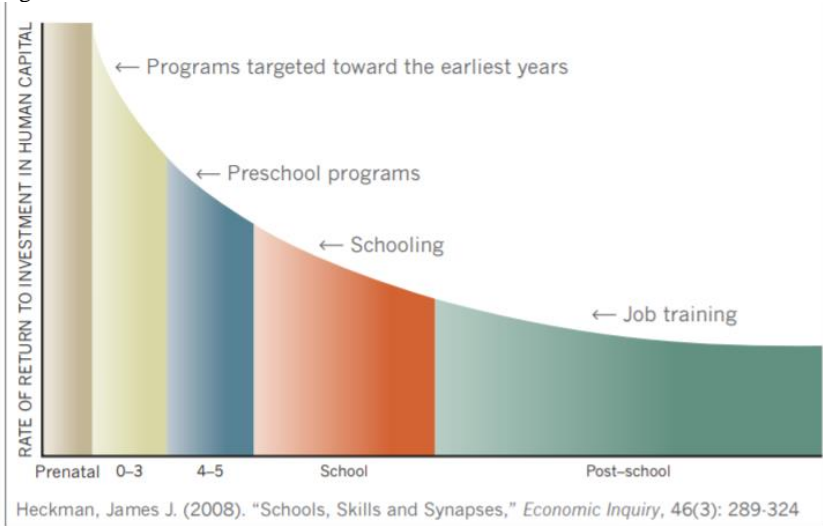 RATE OF RETURN TO INVESTMENT IN HUMAN CAPITAL
← Programs targeted toward the earliest years
← Preschool programs
← Schooling
← Job training
Prenatal 0–3 4–5 School Post–school
Heckman, James J. (2008). “Schools, Skills and Synapses,” Economic Inquiry, 46(3): 289-324